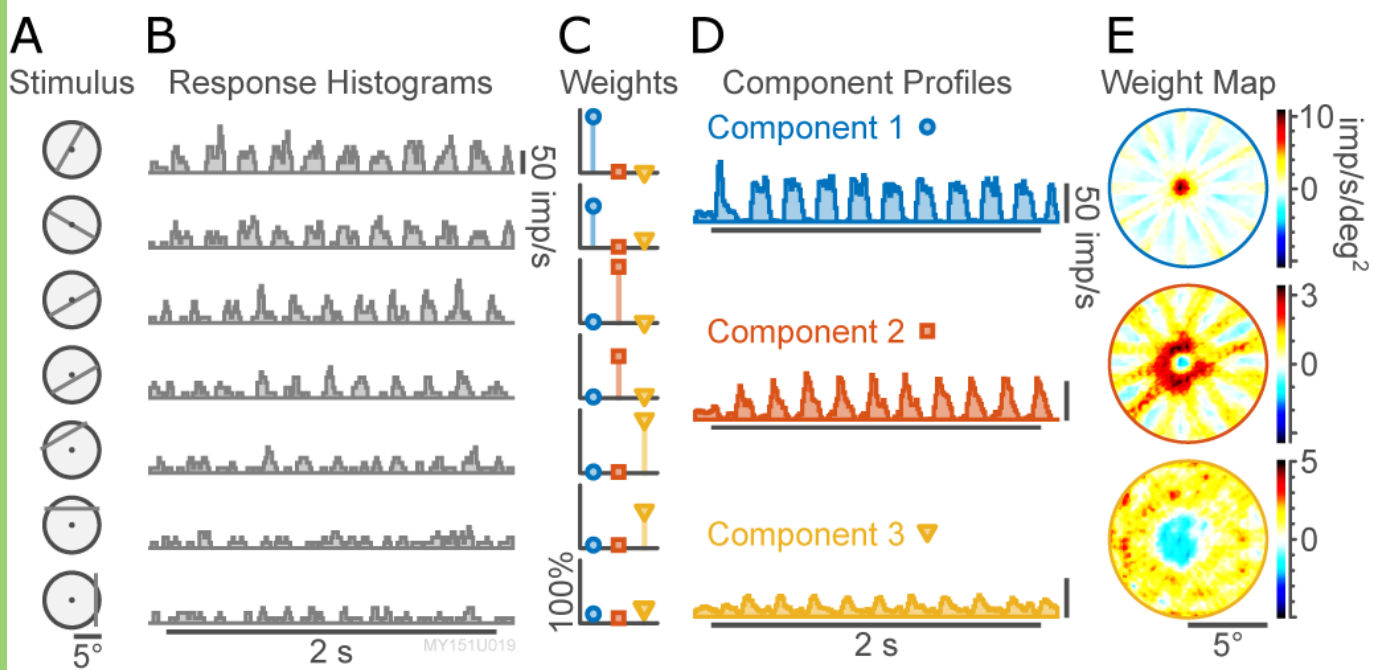 A B C D E
Stimulus Response Histograms Weights Component Profiles Weight Map
50 imp/s
100%
5°
2 s
MY151U019
Component 1
50 imp/s
Component 2
Component 3
2 s
10
0
imp/s/deg²
3
0
5
0
5°